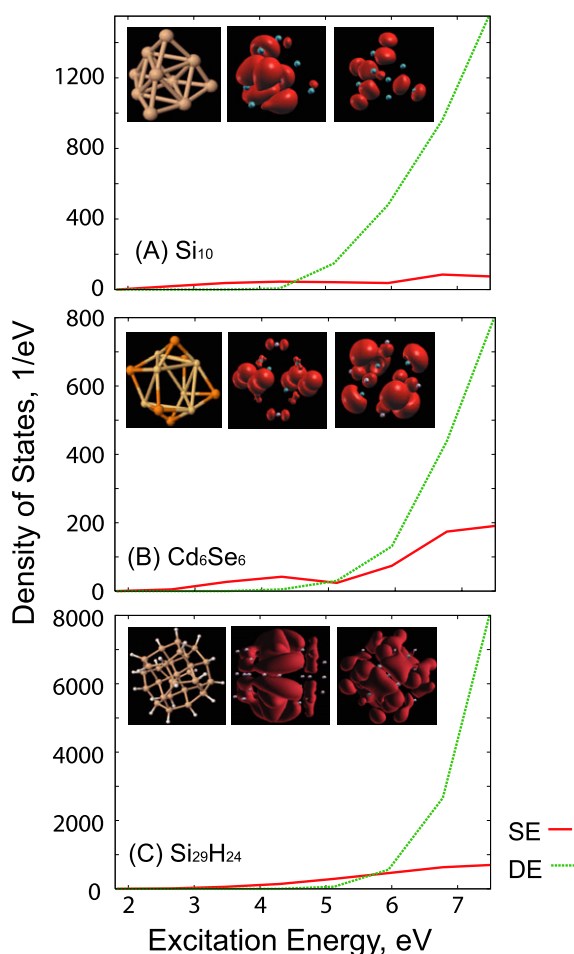 1200
800
400
0
(A) Si10
800
600
400
200
0
(B) Cd6Se6
8000
6000
4000
2000
0
(C) Si29H24
2 3 4 5 6 7
Density of States, 1/eV
Excitation Energy, eV
SE
DE